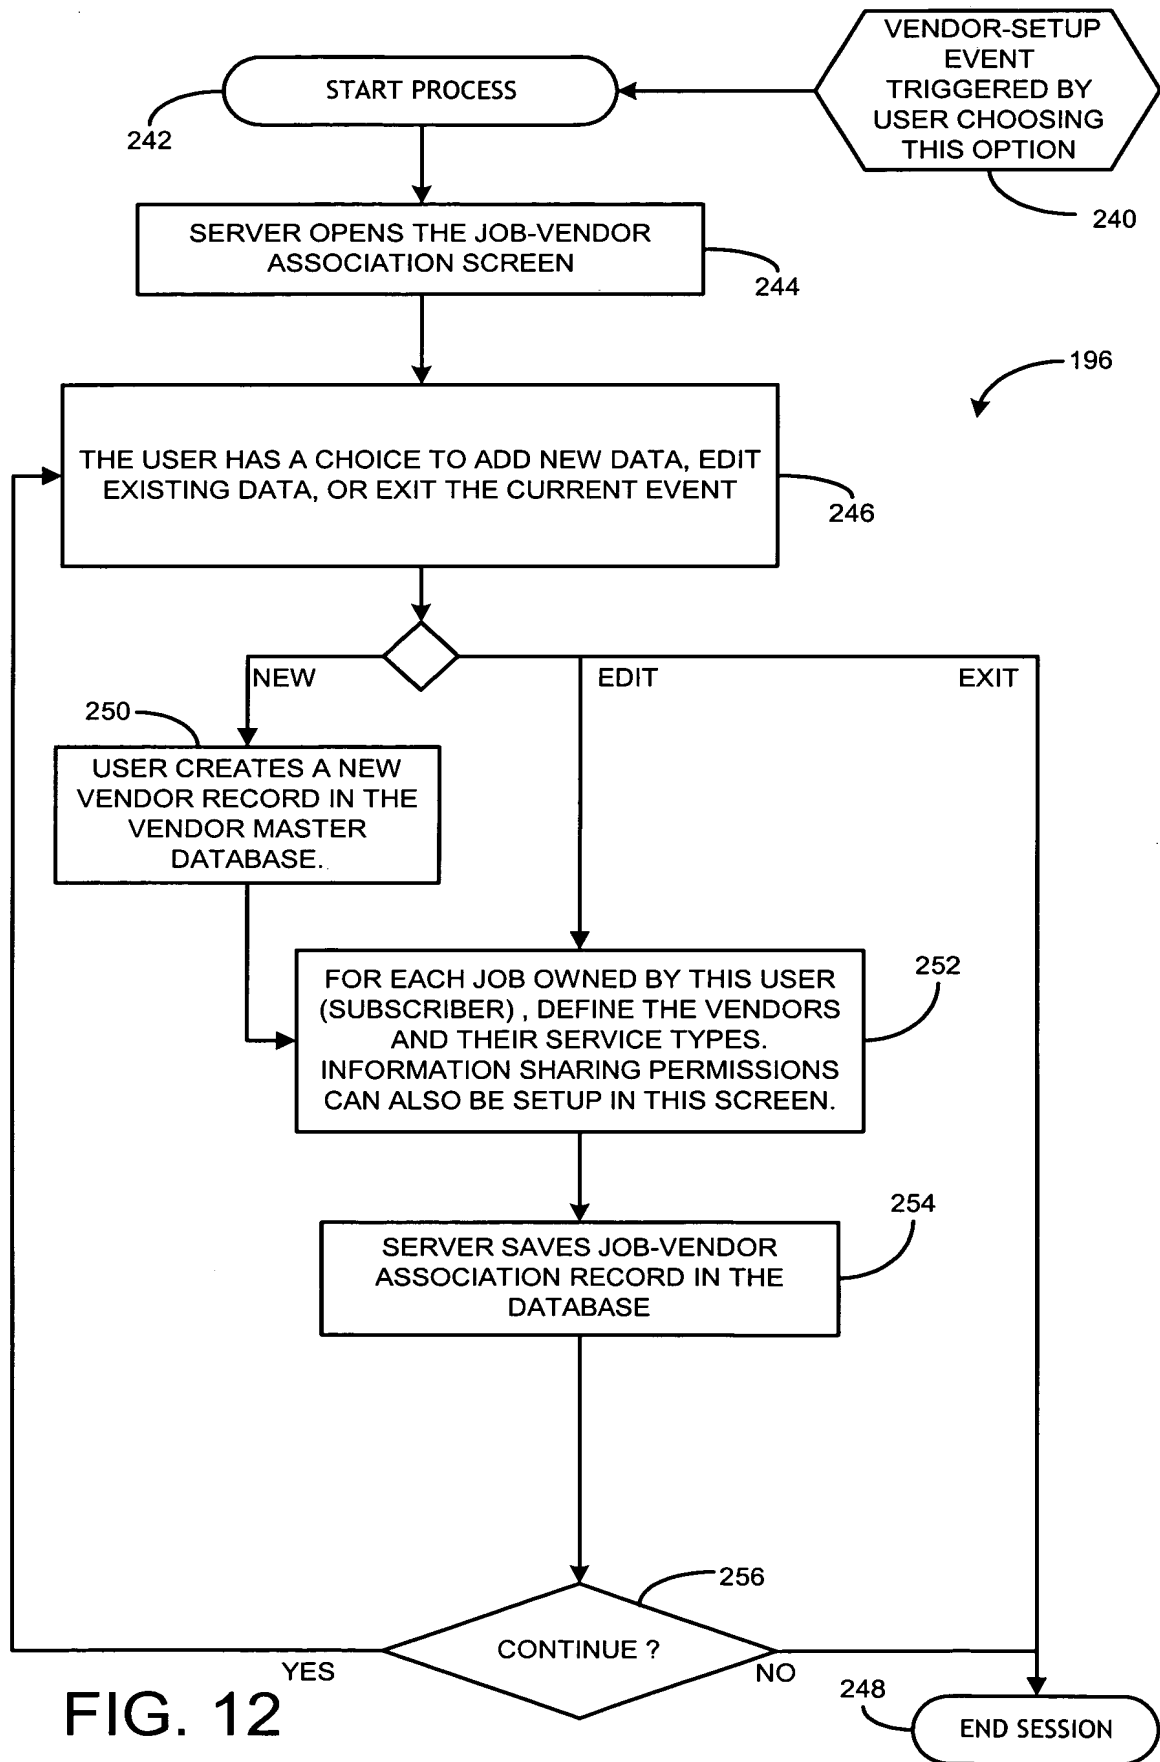 VENDOR-SETUP
EVENT
TRIGGERED BY
USER CHOOSING
THIS OPTION
240
START PROCESS
242
SERVER OPENS THE JOB-VENDOR
ASSOCIATION SCREEN
244
196
THE USER HAS A CHOICE TO ADD NEW DATA, EDIT
EXISTING DATA, OR EXIT THE CURRENT EVENT
246
NEW
EDIT
EXIT
250
USER CREATES A NEW
VENDOR RECORD IN THE
VENDOR MASTER
DATABASE.
FOR EACH JOB OWNED BY THIS USER
(SUBSCRIBER) , DEFINE THE VENDORS
AND THEIR SERVICE TYPES.
INFORMATION SHARING PERMISSIONS
CAN ALSO BE SETUP IN THIS SCREEN.
252
SERVER SAVES JOB-VENDOR
ASSOCIATION RECORD IN THE
DATABASE
254
256
CONTINUE ?
YES
NO
248
END SESSION
FIG. 12